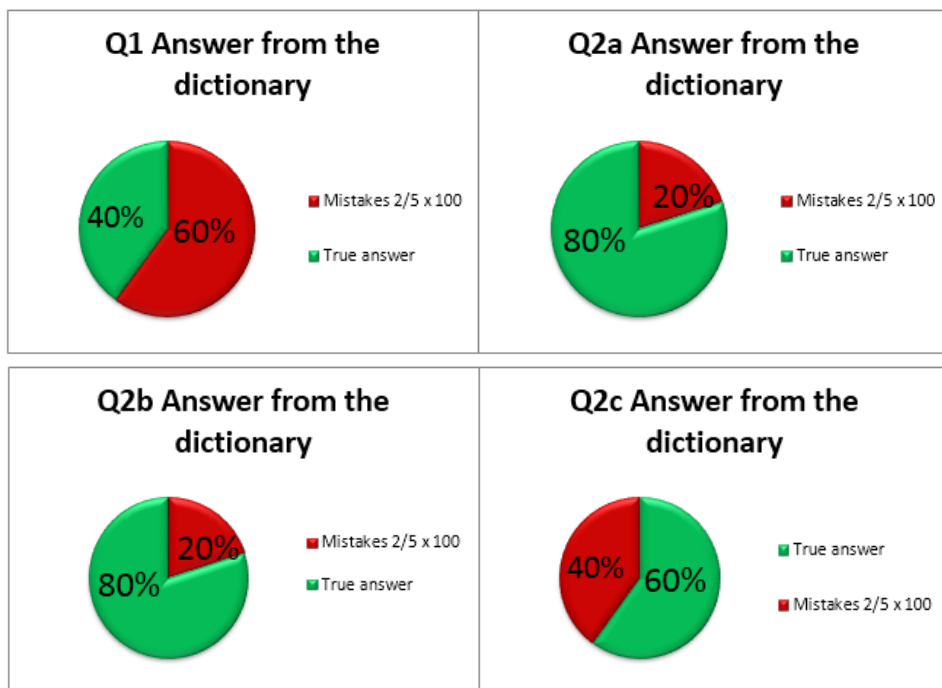 Q1 Answer from the
dictionary
40%
60%
Mistakes 2/5 x 100
True answer
Q2a Answer from the
dictionary
20%
80%
Mistakes 2/5 x 100
True answer
Q2b Answer from the
dictionary
20%
80%
Mistakes 2/5 x 100
True answer
Q2c Answer from the
dictionary
40%
60%
True answer
Mistakes 2/5 x 100